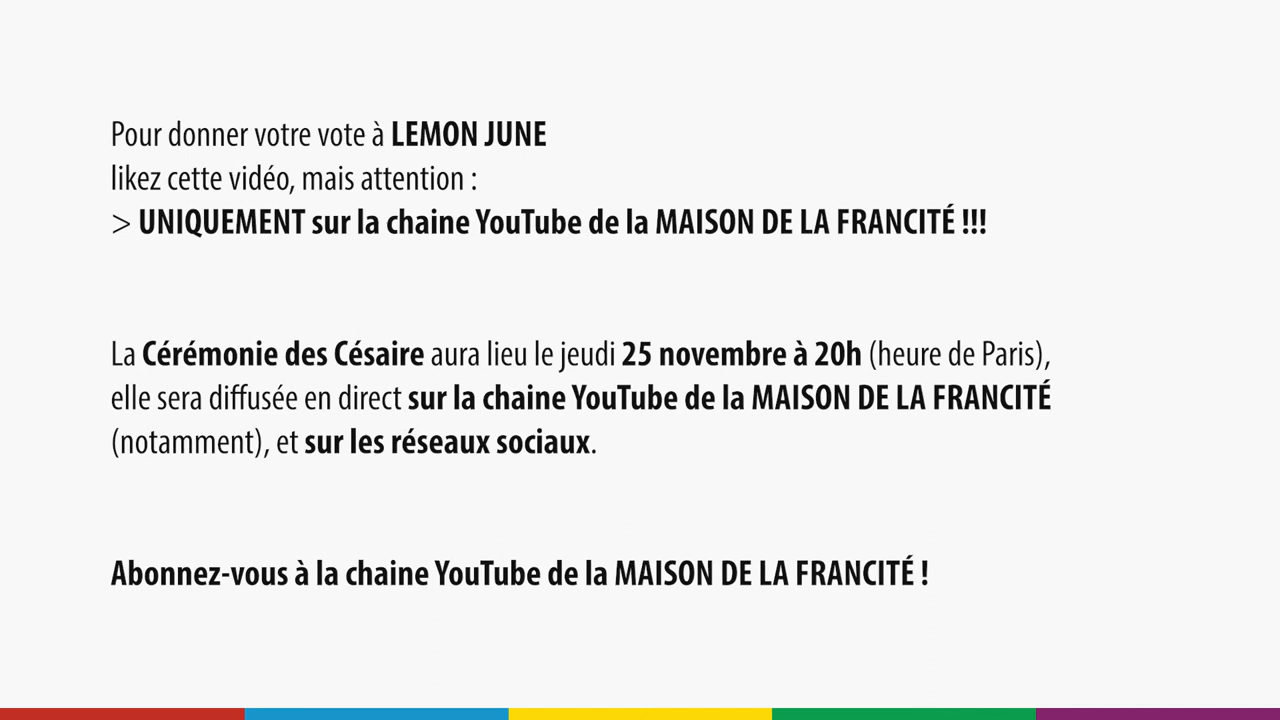 Pour donner votre vote à LEMON JUNE
likez cette vidéo, mais attention :
> UNIQUEMENT sur la chaine YouTube de la MAISON DE LA FRANCITÉ !!!
La Cérémonie des Césaire aura lieu le jeudi 25 novembre à 20h (heure de Paris),
elle sera diffusée en direct sur la chaine YouTube de la MAISON DE LA FRANCITÉ
(notamment), et sur les réseaux sociaux.
Abonnez-vous à la chaine YouTube de la MAISON DE LA FRANCITÉ !